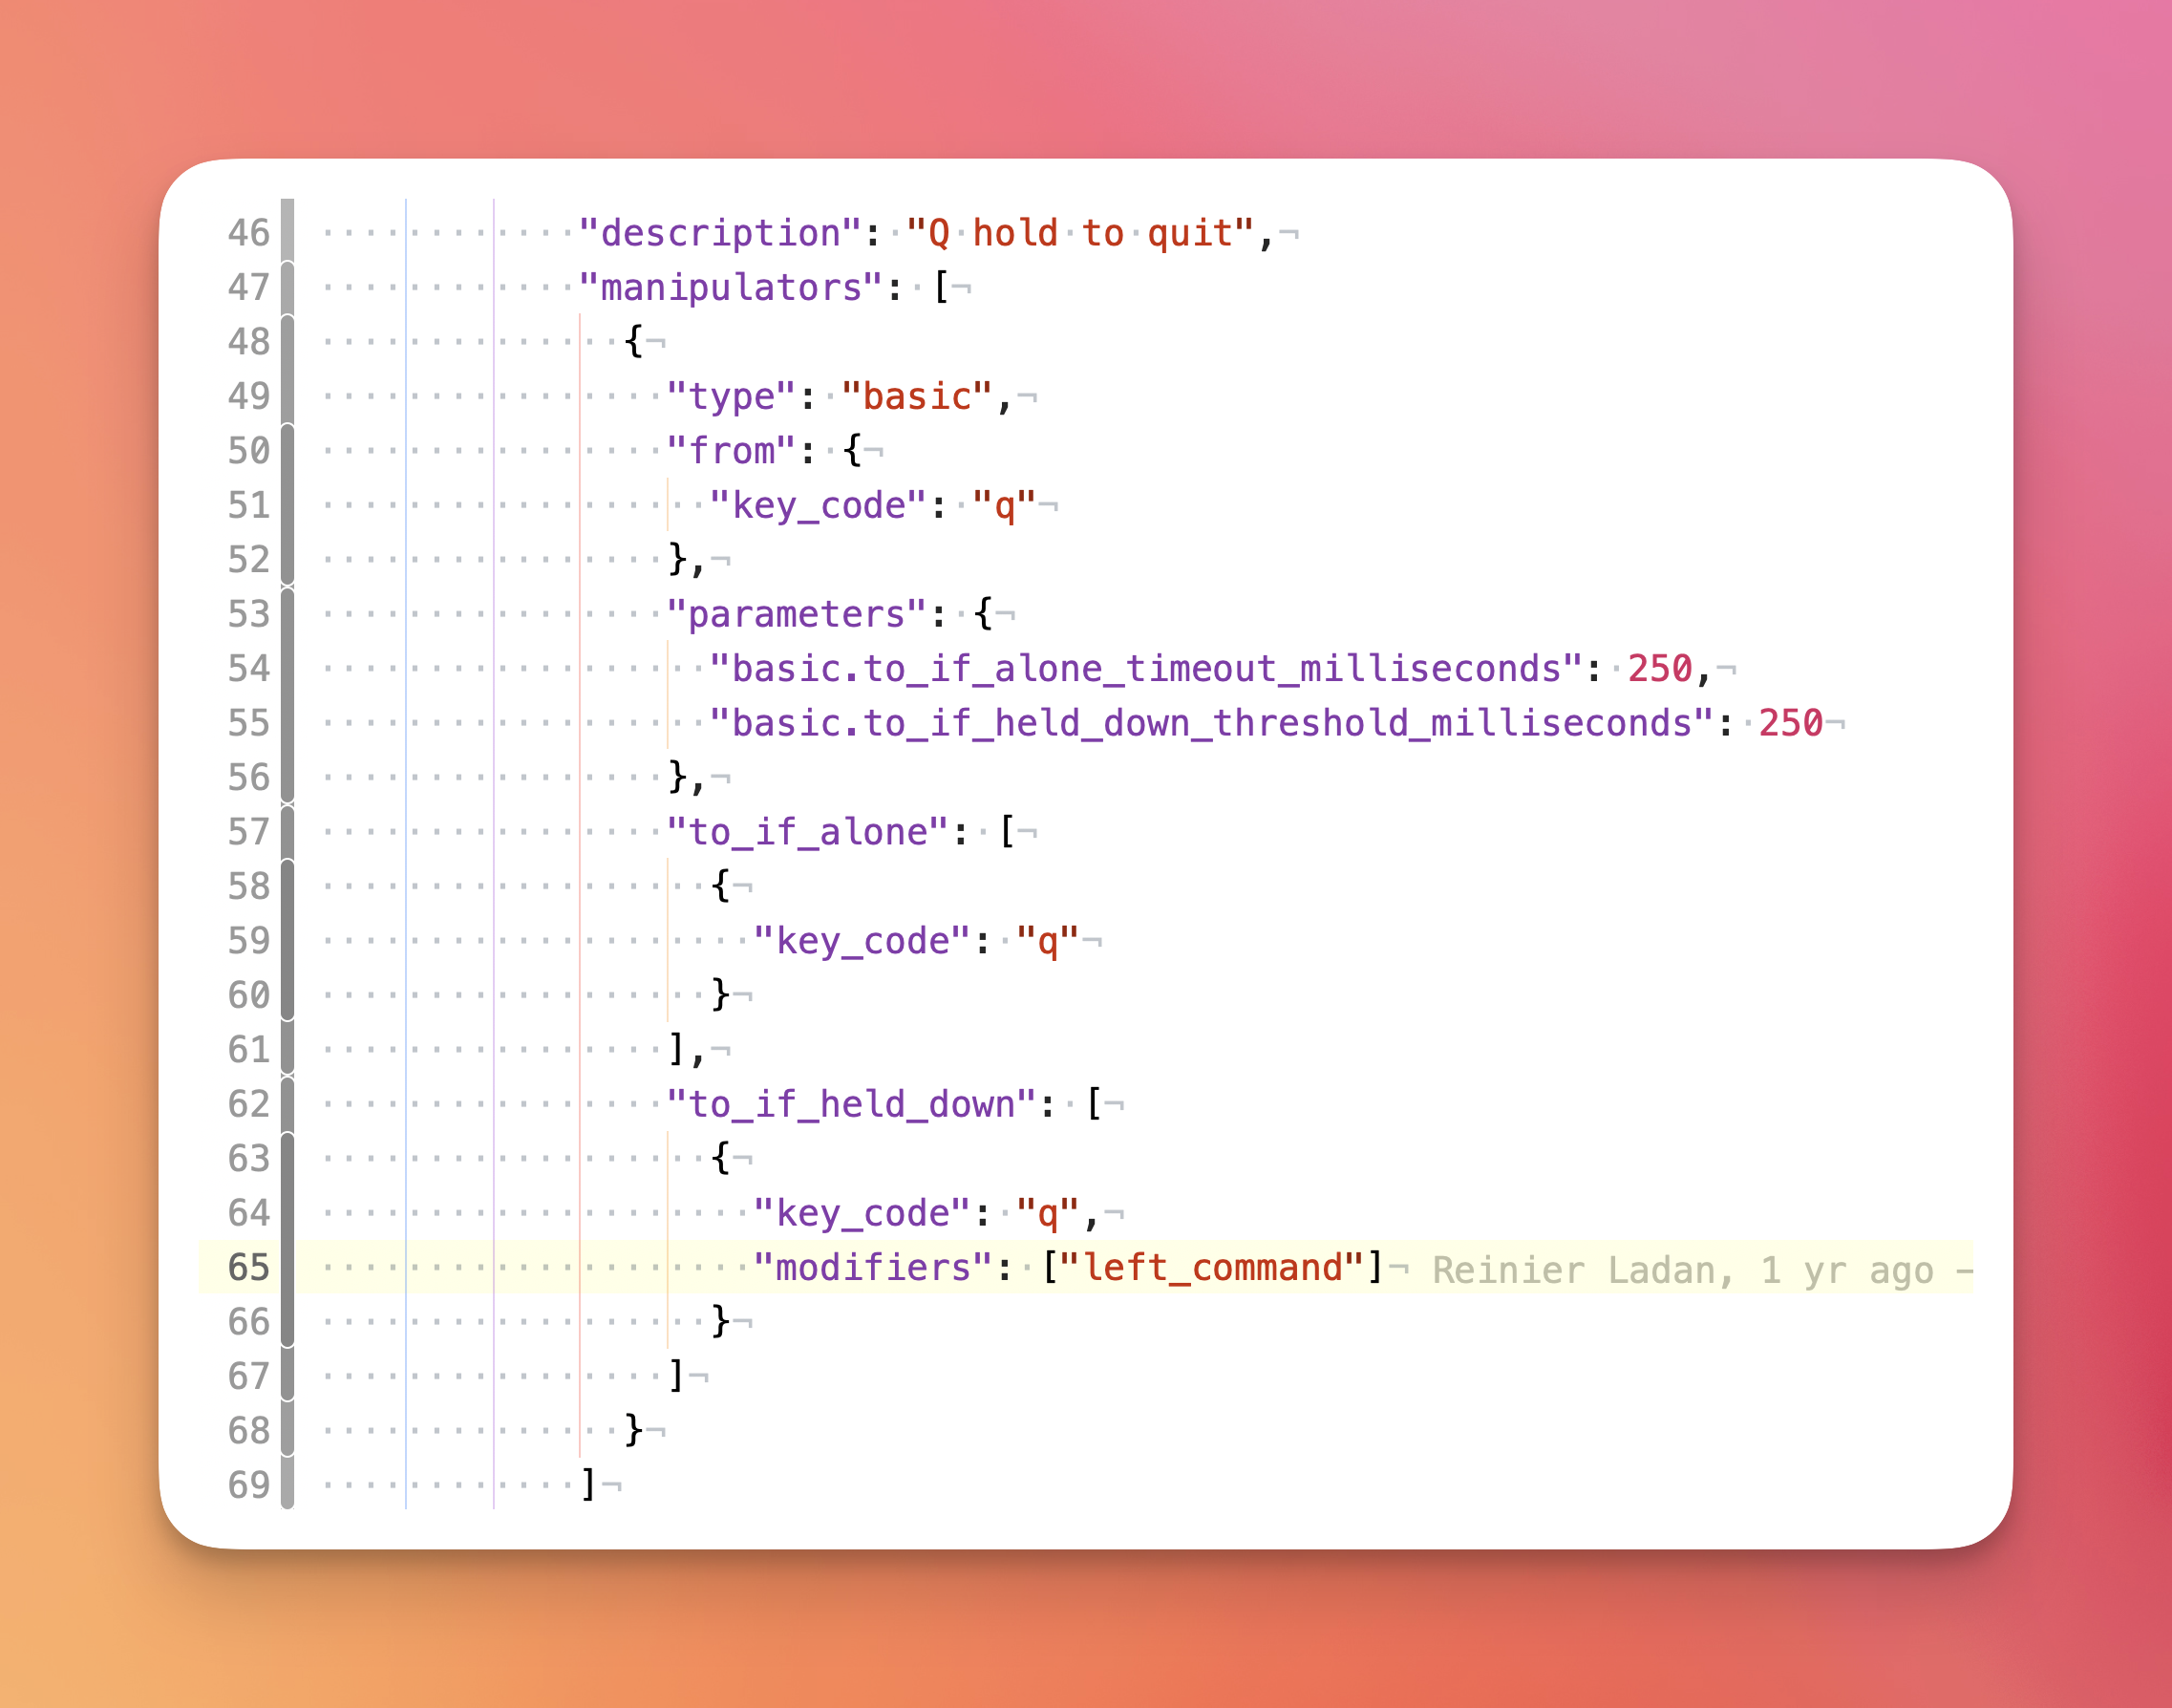 46 "description": "Q hold to quit",
47 "manipulators": [
48 {
49 "type": "basic",
50 "from": {
51 "key_code": "q"
52 },
53 "parameters": {
54 "basic.to_if_alone_timeout_milliseconds": 250,
55 "basic.to_if_held_down_threshold_milliseconds": 250
56 },
57 "to_if_alone": [
58 {
59 "key_code": "q"
60 }
61 ],
62 "to_if_held_down": [
63 {
64 "key_code": "q",
65 "modifiers": ["left_command"] Reinier Ladan, 1 yr ago –
66 }
67 ]
68 }
69 ]